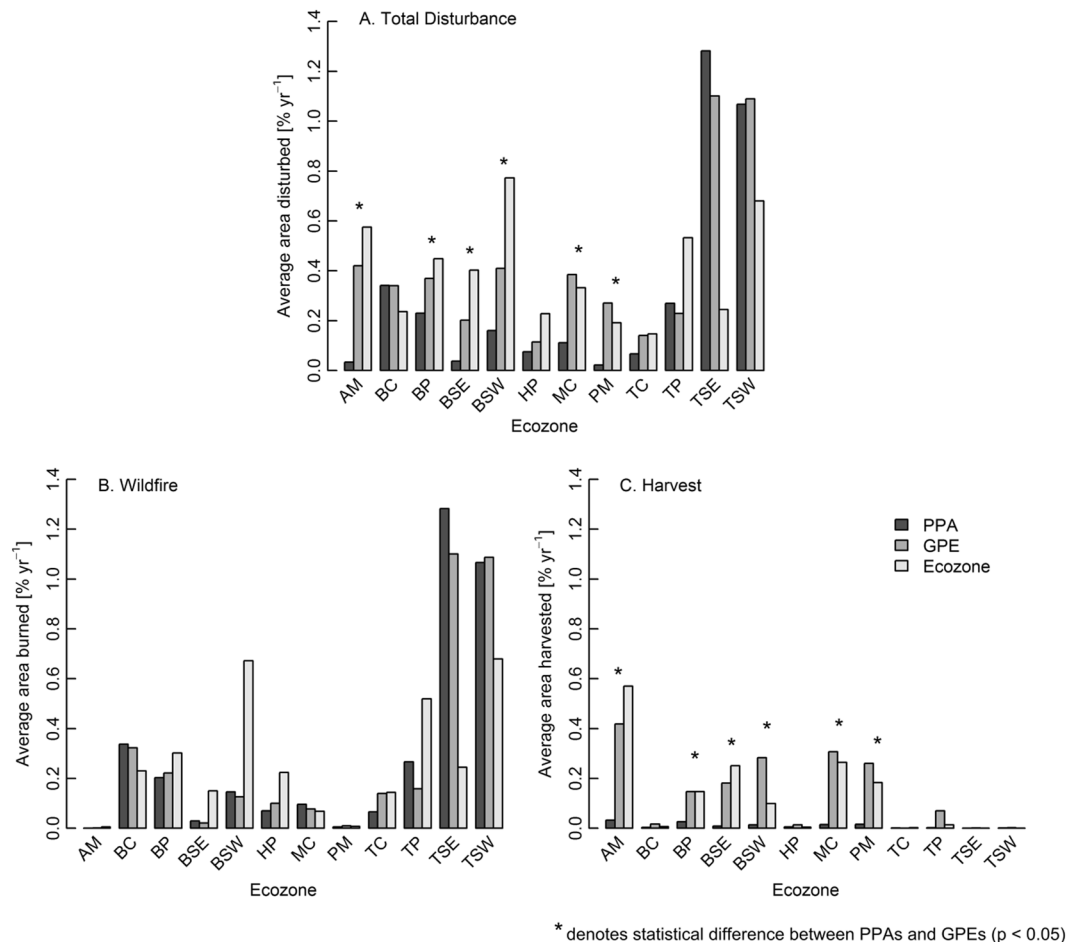 A. Total Disturbance
Average area disturbed [% yr⁻¹]
0.0 0.2 0.4 0.6 0.8 1.0 1.2 1.4
* * * * * *
AM BC BP BSE BSW HP MC PM TC TP TSE TSW
Ecozone
B. Wildfire
Average area burned [% yr⁻¹]
0.0 0.2 0.4 0.6 0.8 1.0 1.2 1.4
AM BC BP BSE BSW HP MC PM TC TP TSE TSW
Ecozone
C. Harvest
Average area harvested [% yr⁻¹]
0.0 0.2 0.4 0.6 0.8 1.0 1.2 1.4
PPA
GPE
Ecozone
* * * * * *
AM BC BP BSE BSW HP MC PM TC TP TSE TSW
Ecozone
* denotes statistical difference between PPAs and GPEs (p < 0.05)